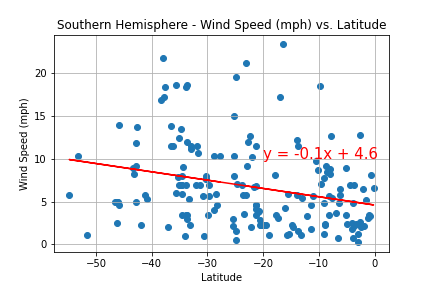 Southern Hemisphere - Wind Speed (mph) vs. Latitude
20
15
10
5
0
Wind Speed (mph)
y = -0.1x + 4.6
−50 −40 −30 −20 −10 0
Latitude